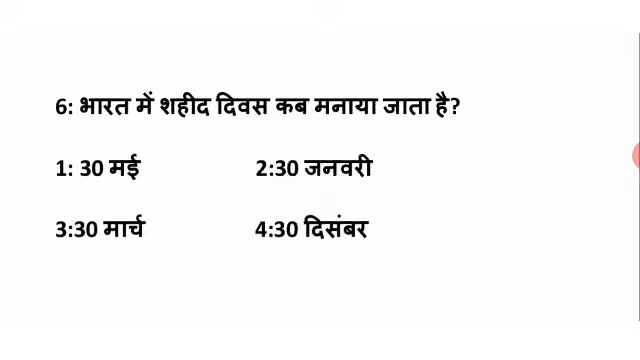 6: भारत में शहीद दिवस कब मनाया जाता है?
1: 30 मई 2:30 जनवरी
3:30 मार्च 4:30 दिसंबर